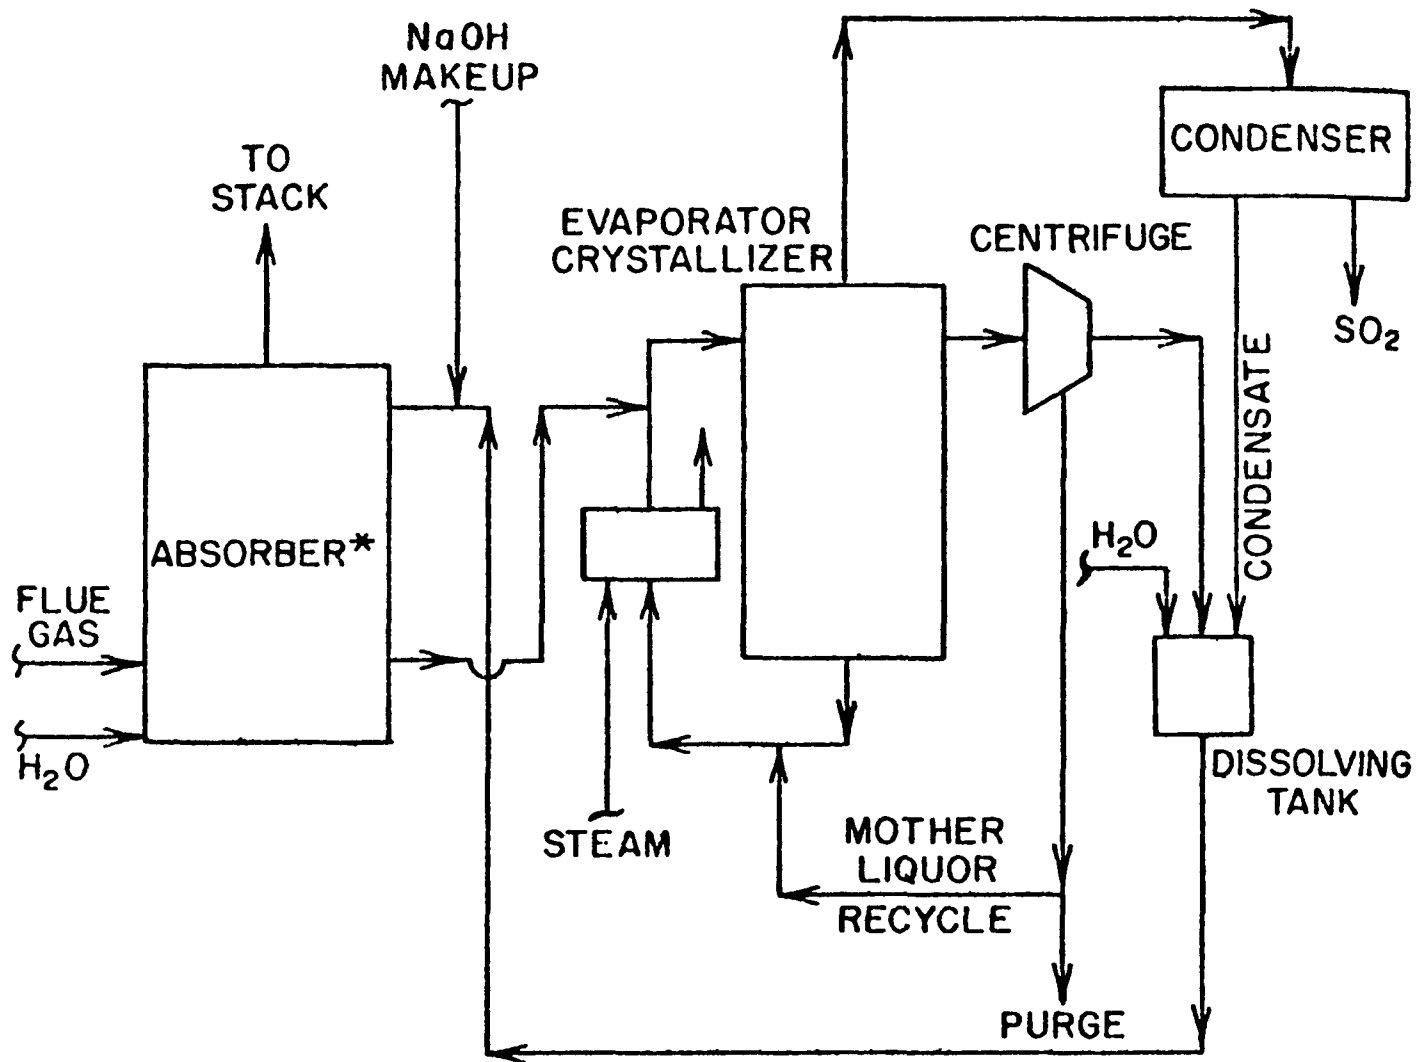 NaOH
MAKEUP
TO
STACK
EVAPORATOR
CRYSTALLIZER
CENTRIFUGE
CONDENSER
SO2
CONDENSATE
ABSORBER*
FLUE
GAS
H2O
H2O
STEAM
MOTHER
LIQUOR
RECYCLE
PURGE
DISSOLVING
TANK